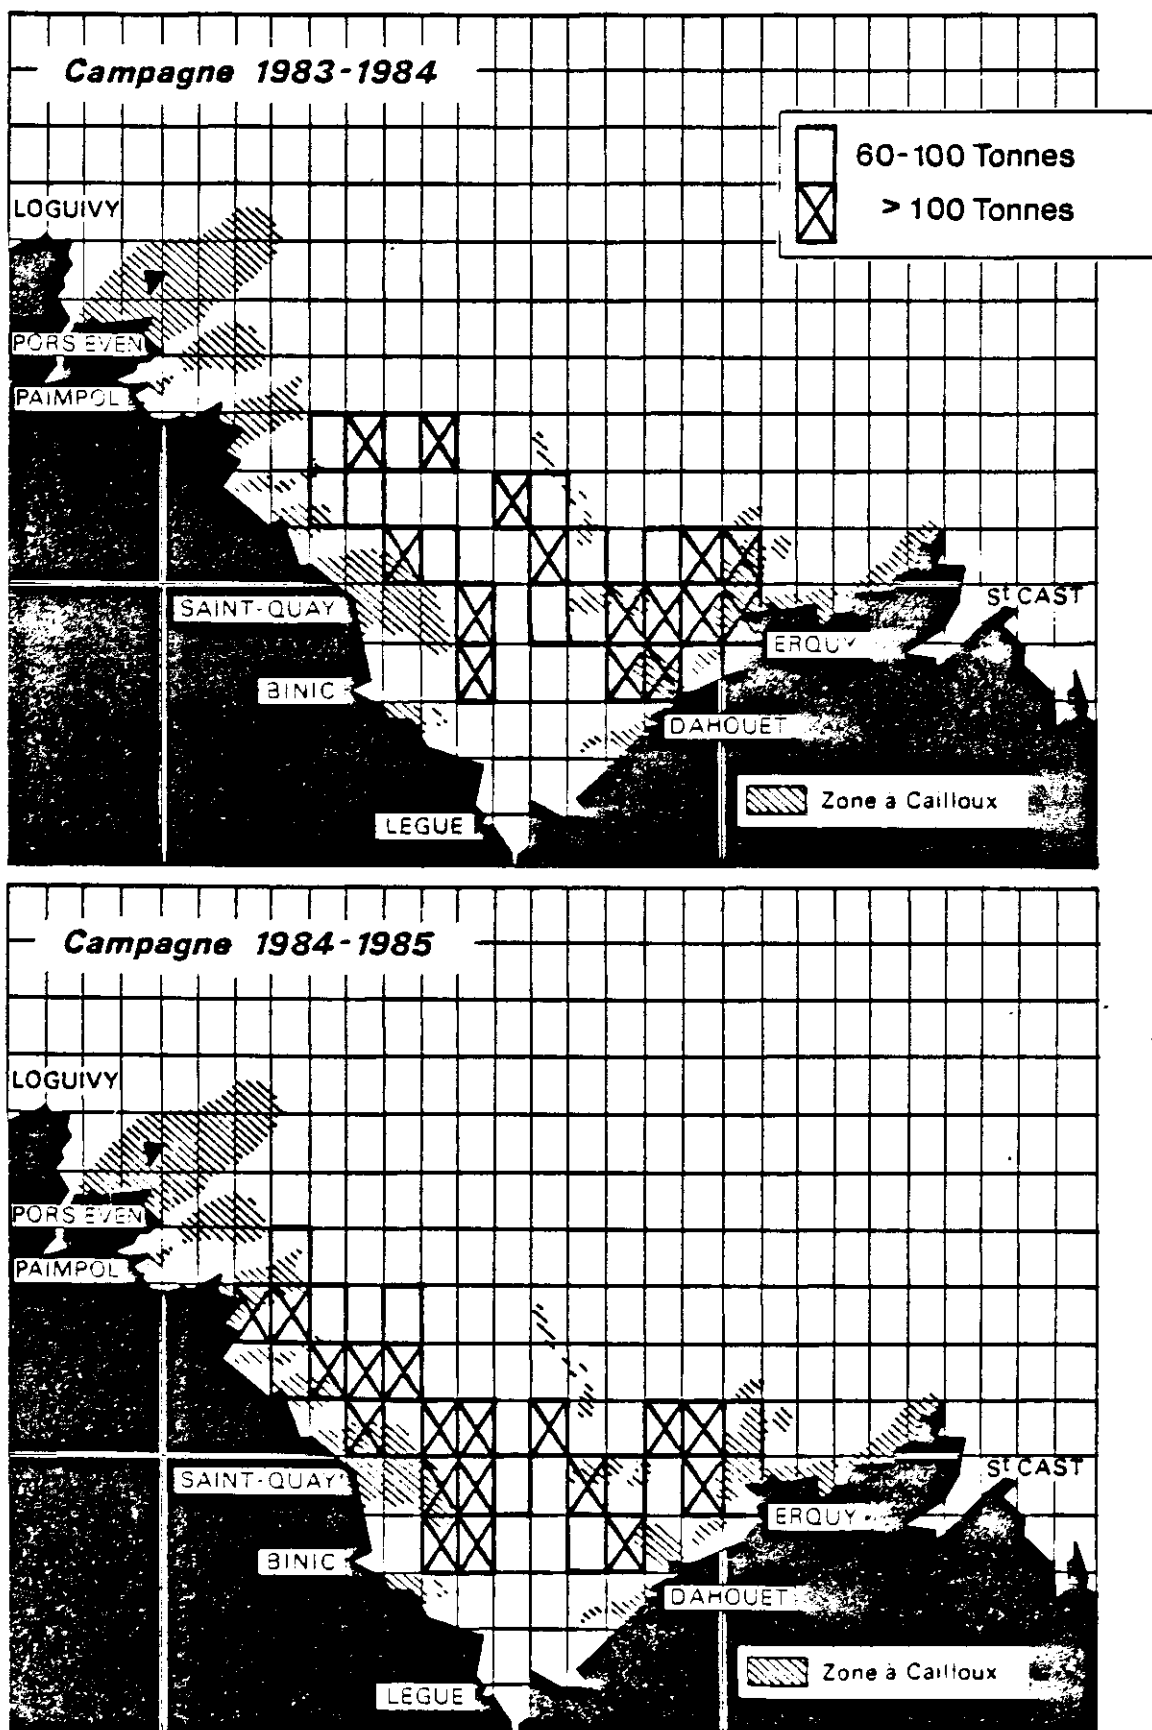 Campagne 1983-1984
60-100 Tonnes
> 100 Tonnes
LOGUIVY
PORS EVEN
PAIMPOL
SAINT-QUAY
St CAST
ERQUY
BINIC
DAHOUET
Zone à Cailloux
LEGUE
Campagne 1984-1985
LOGUIVY
PORS EVEN
PAIMPOL
SAINT-QUAY
St CAST
ERQUY
BINIC
DAHOUET
Zone à Cailloux
LEGUE